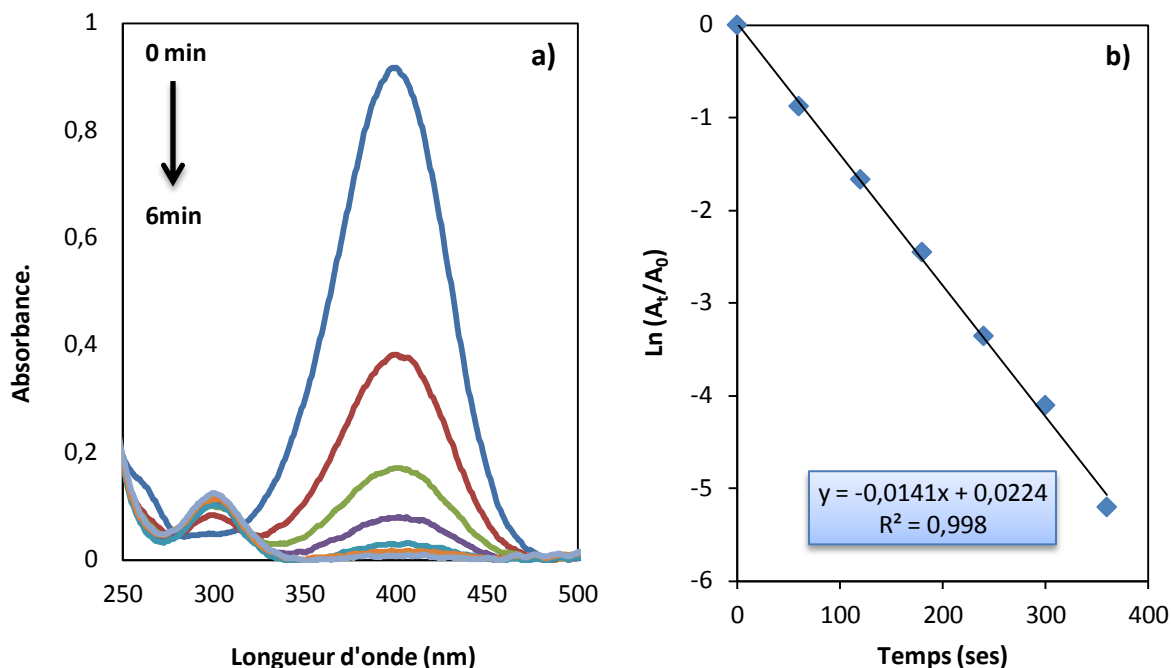 a)
0 min
6min
1
0,8
0,6
0,4
0,2
0
250 300 350 400 450 500
Absorbance.
Longueur d'onde (nm)
b)
0
-1
-2
-3
-4
-5
-6
0 100 200 300 400
Ln (Aₜ/A₀)
Temps (ses)
y = -0,0141x + 0,0224
R² = 0,998